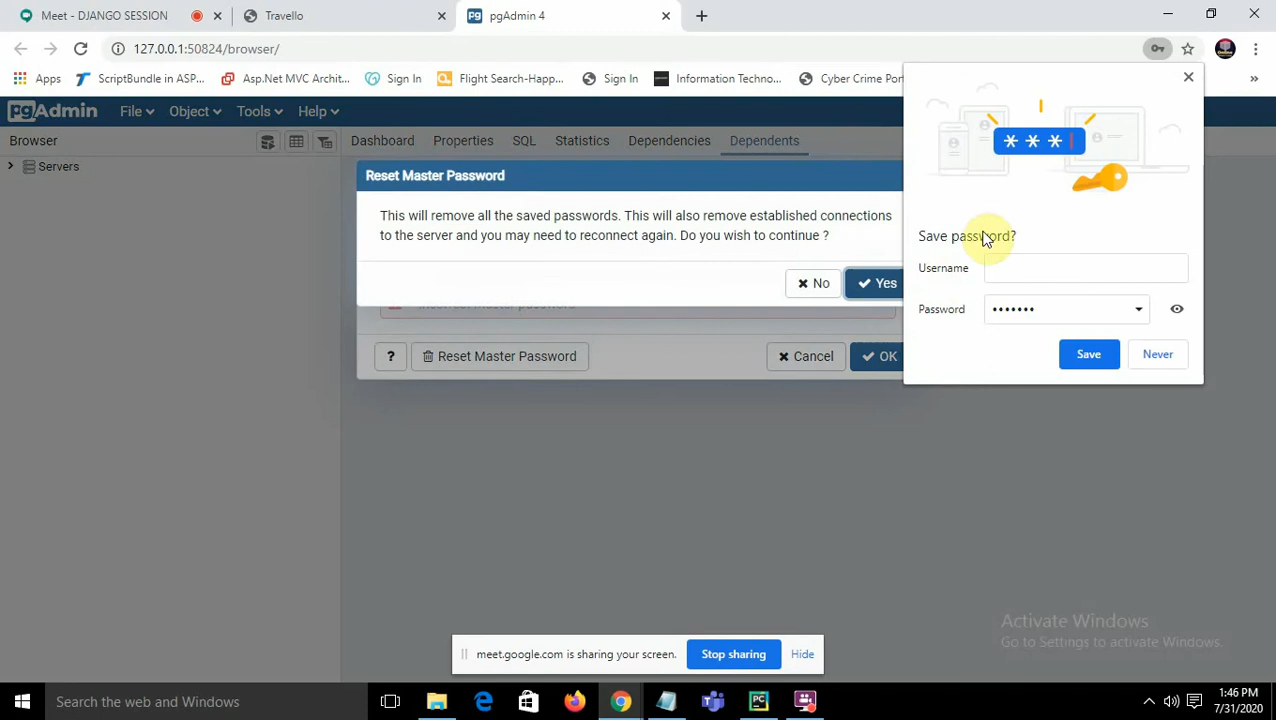 Meet - DJANGO SESSION
Travello
pgAdmin 4
127.0.0.1:50824/browser/
Apps
ScriptBundle in ASP...
Asp.Net MVC Archit...
Sign In
Flight Search-Happ...
Sign In
Information Techno...
Cyber Crime Por
»
pgAdmin
File
Object
Tools
Help
Browser
Dashboard
Properties
SQL
Statistics
Dependencies
Dependents
Servers
Reset Master Password
This will remove all the saved passwords. This will also remove established connections
to the server and you may need to reconnect again. Do you wish to continue ?
No
Yes
Incorrect master password
?
Reset Master Password
Cancel
OK
***
Save password?
Username
Password
•••••••
Save
Never
Activate Windows
Go to Settings to activate Windows.
meet.google.com is sharing your screen.
Stop sharing
Hide
Search the web and Windows
1:46 PM
7/31/2020